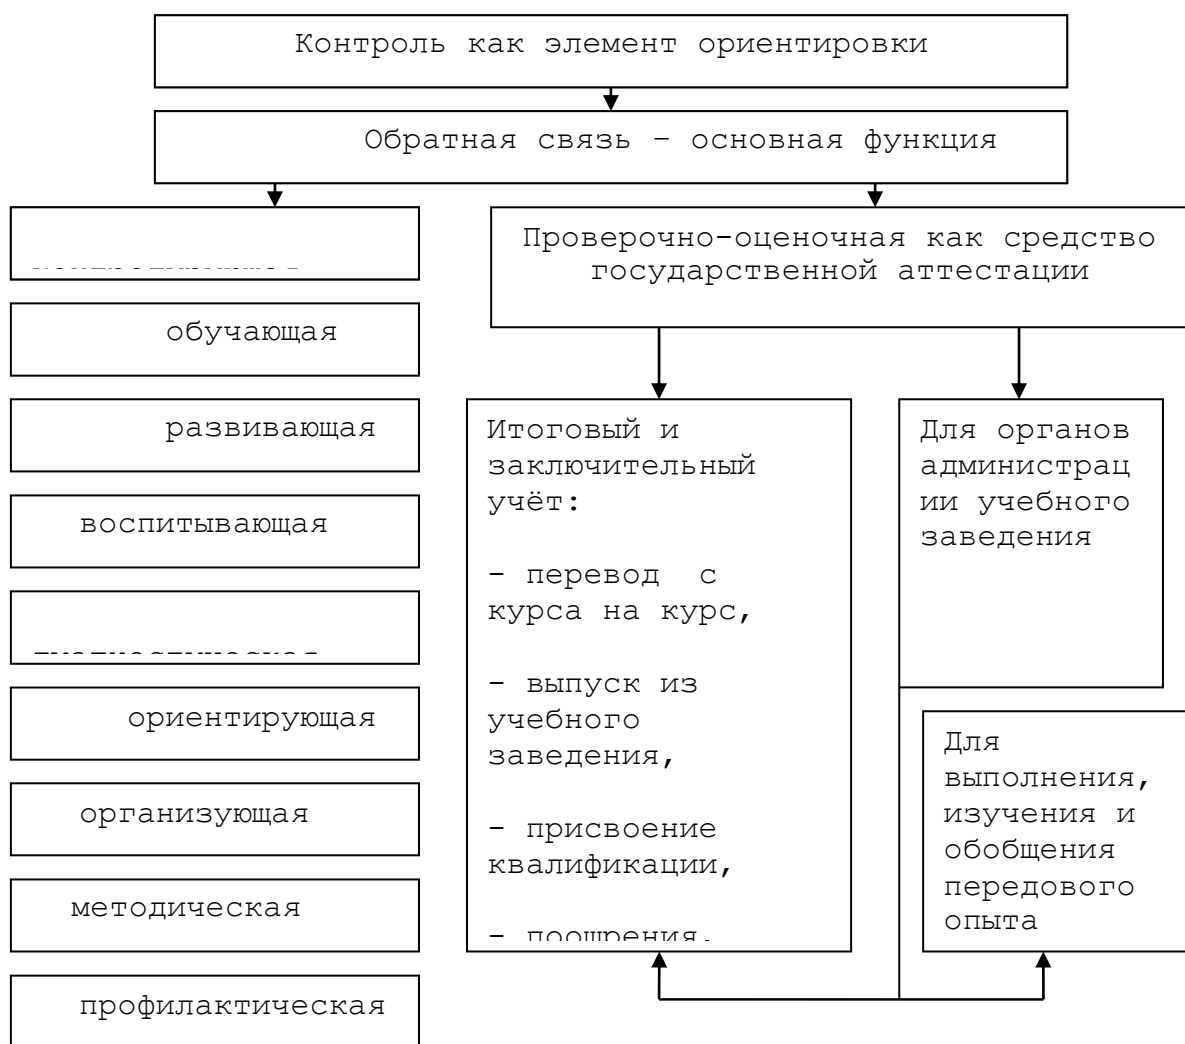 Контроль как элемент ориентировки
Обратная связь – основная функция
Проверочно-оценочная как средство
государственной аттестации
обучающая
развивающая
воспитывающая
ориентирующая
организующая
методическая
профилактическая
Итоговый и
заключительный
учёт:
- перевод с
курса на курс,
- выпуск из
учебного
заведения,
- присвоение
квалификации,
- поощрения,
Для органов
администрац
ии учебного
заведения
Для
выполнения,
изучения и
обобщения
передового
опыта